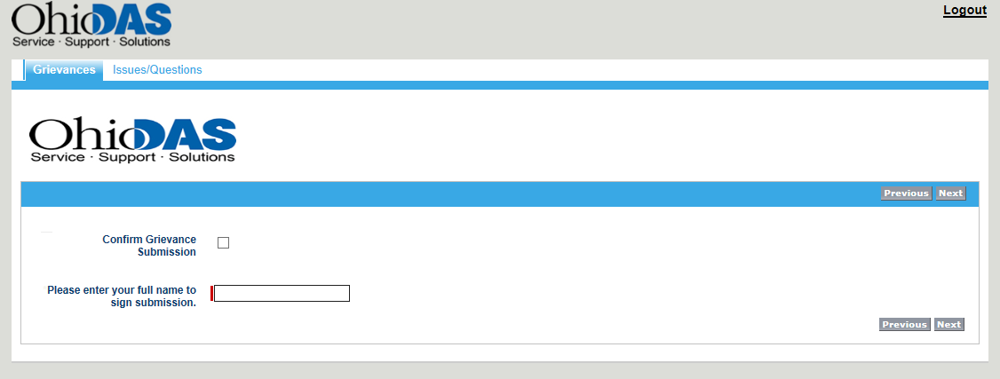 OhioDAS
Service · Support · Solutions
Logout
Grievances Issues/Questions
OhioDAS
Service · Support · Solutions
Previous Next
Confirm Grievance
Submission
Please enter your full name to
sign submission.
Previous Next